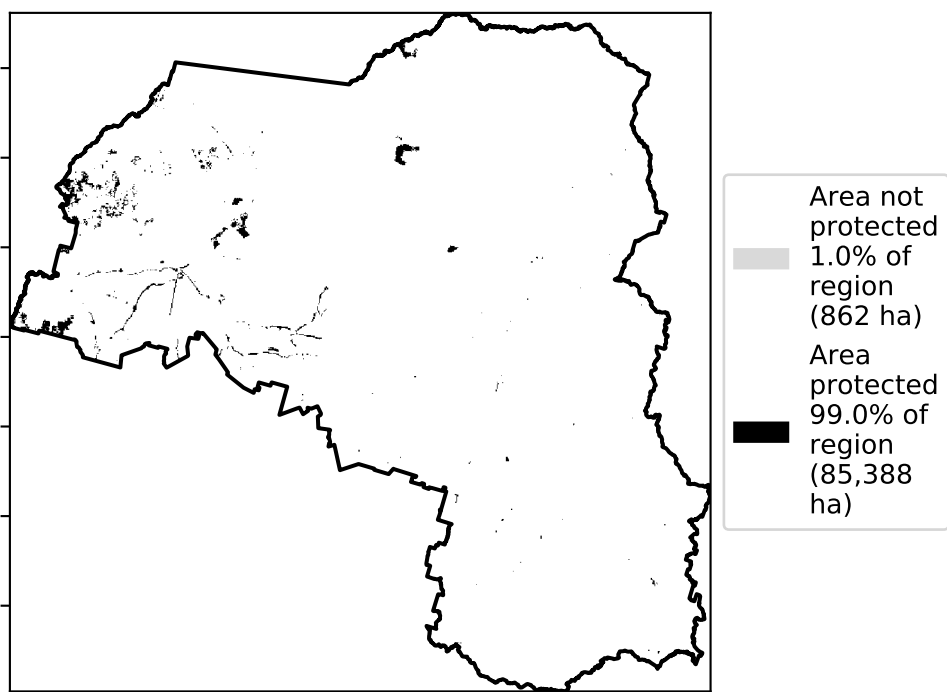 Area not
protected
1.0% of
region
(862 ha)
Area
protected
99.0% of
region
(85,388
ha)